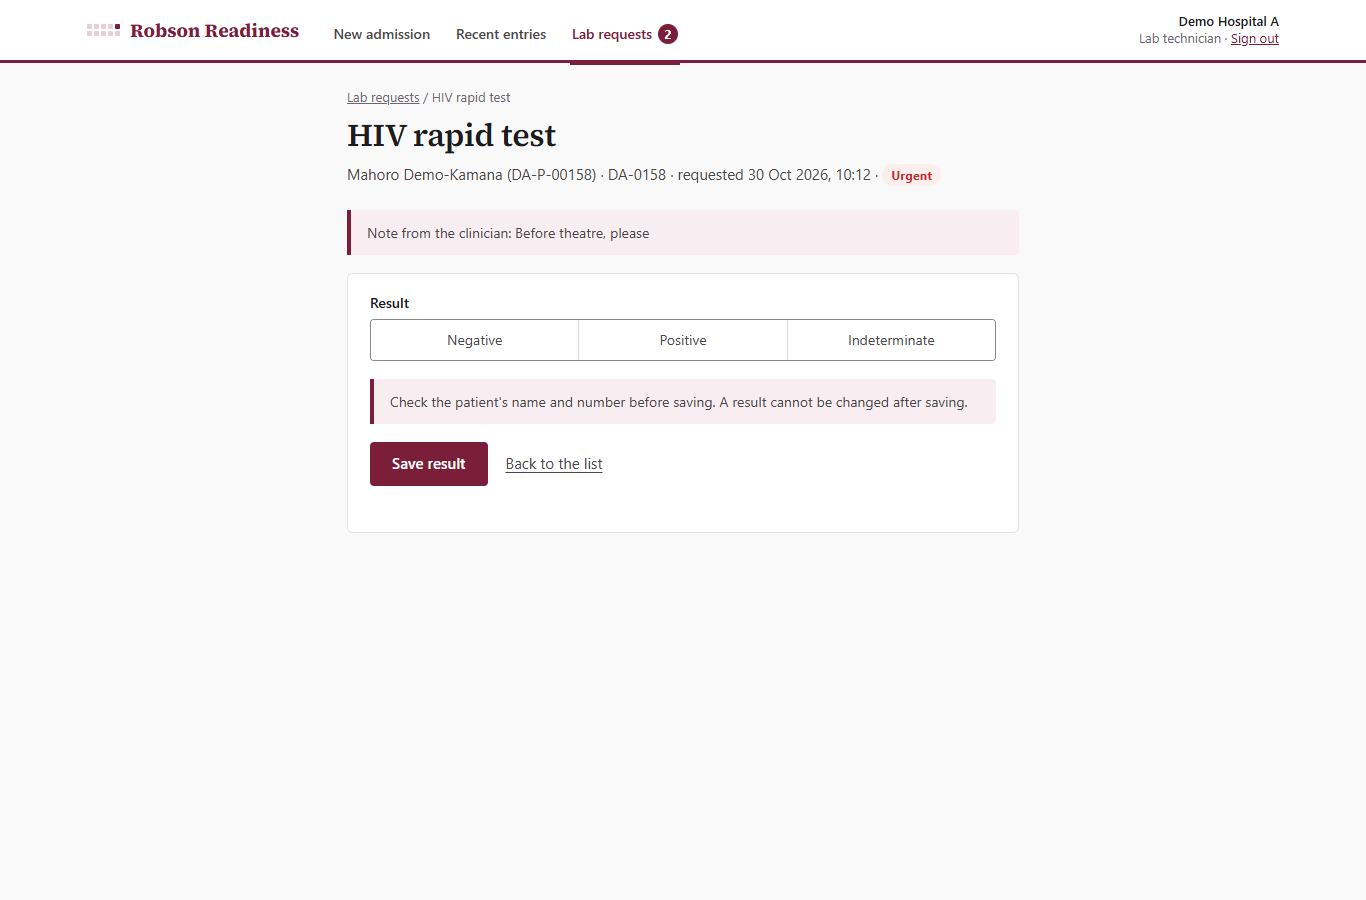 Robson Readiness
New admission
Recent entries
Lab requests 2
Demo Hospital A
Lab technician · Sign out
Lab requests / HIV rapid test
HIV rapid test
Mahoro Demo-Kamana (DA-P-00158) · DA-0158 · requested 30 Oct 2026, 10:12 · Urgent
Note from the clinician: Before theatre, please
Result
Negative
Positive
Indeterminate
Check the patient's name and number before saving. A result cannot be changed after saving.
Save result
Back to the list